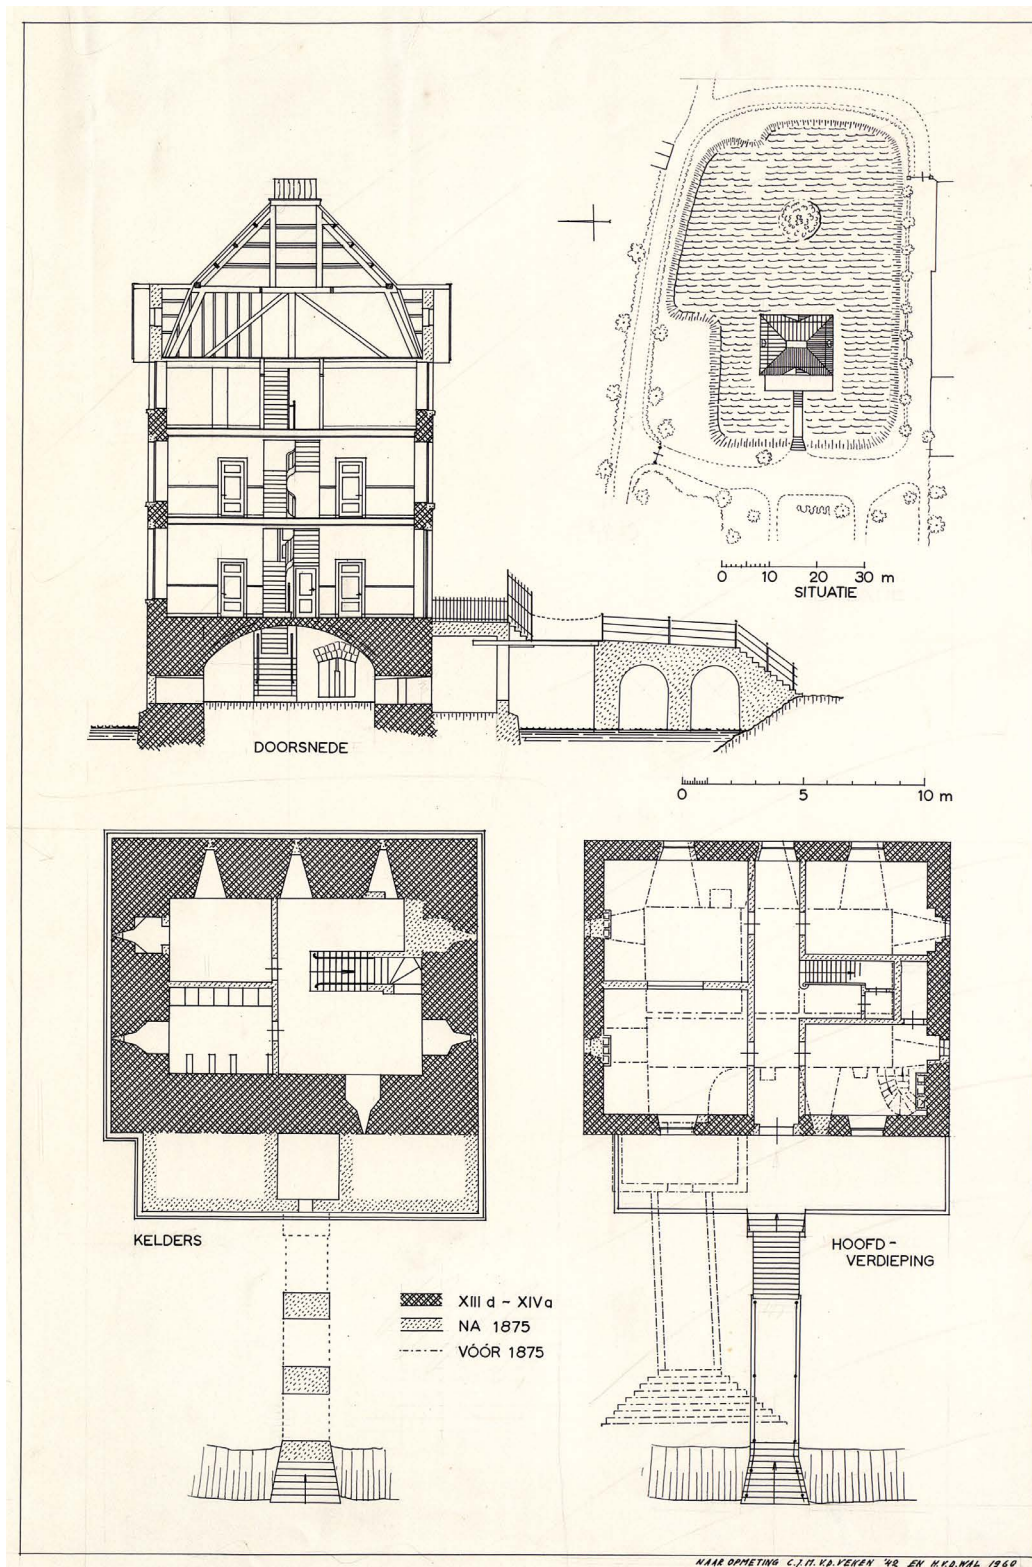 0 10 20 30 m
SITUATIE
DOORSNEDE
0 5 10 m
KELDERS
HOOFD-
VERDIEPING
XIII d - XIV a
NA 1875
VÓÓR 1875
NAAR OPMETING C.J.M. V.D. VEKEN '42 EN H.V.D. WAL 1960